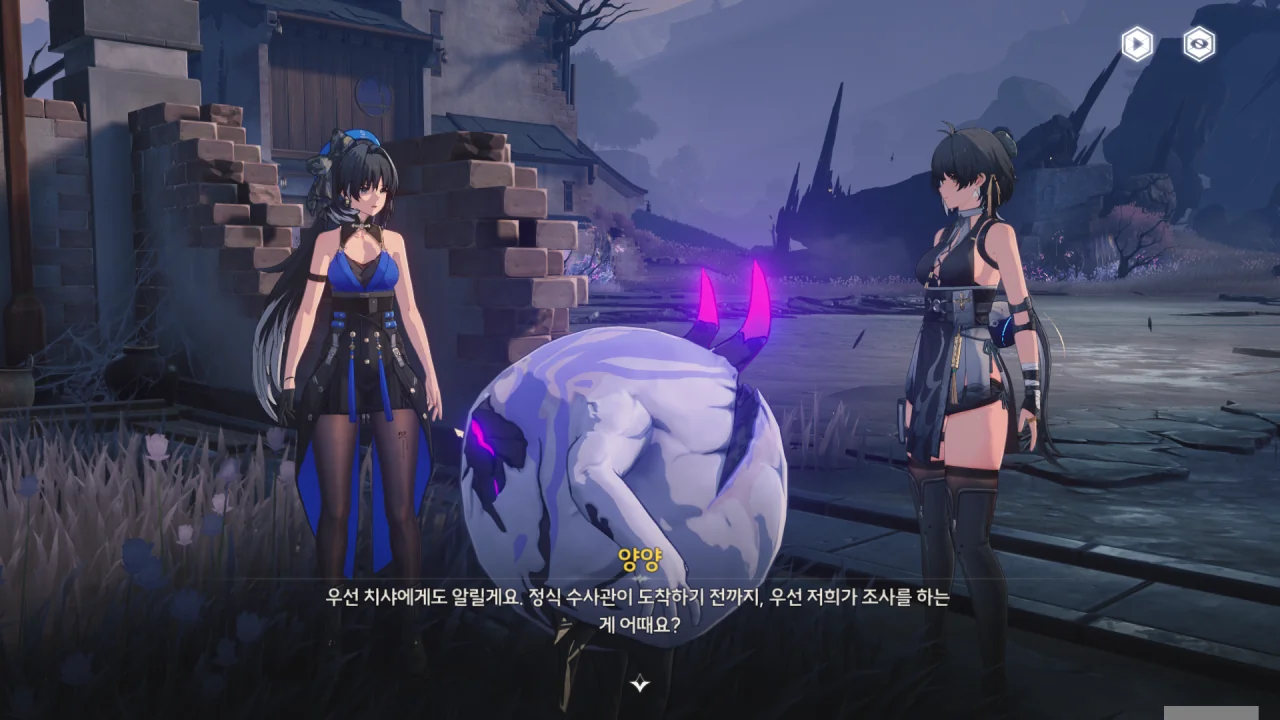 양양
우선 치샤에게도 알릴게요. 정식 수사관이 도착하기 전까지, 우선 저희가 조사를 하는
게 어때요?